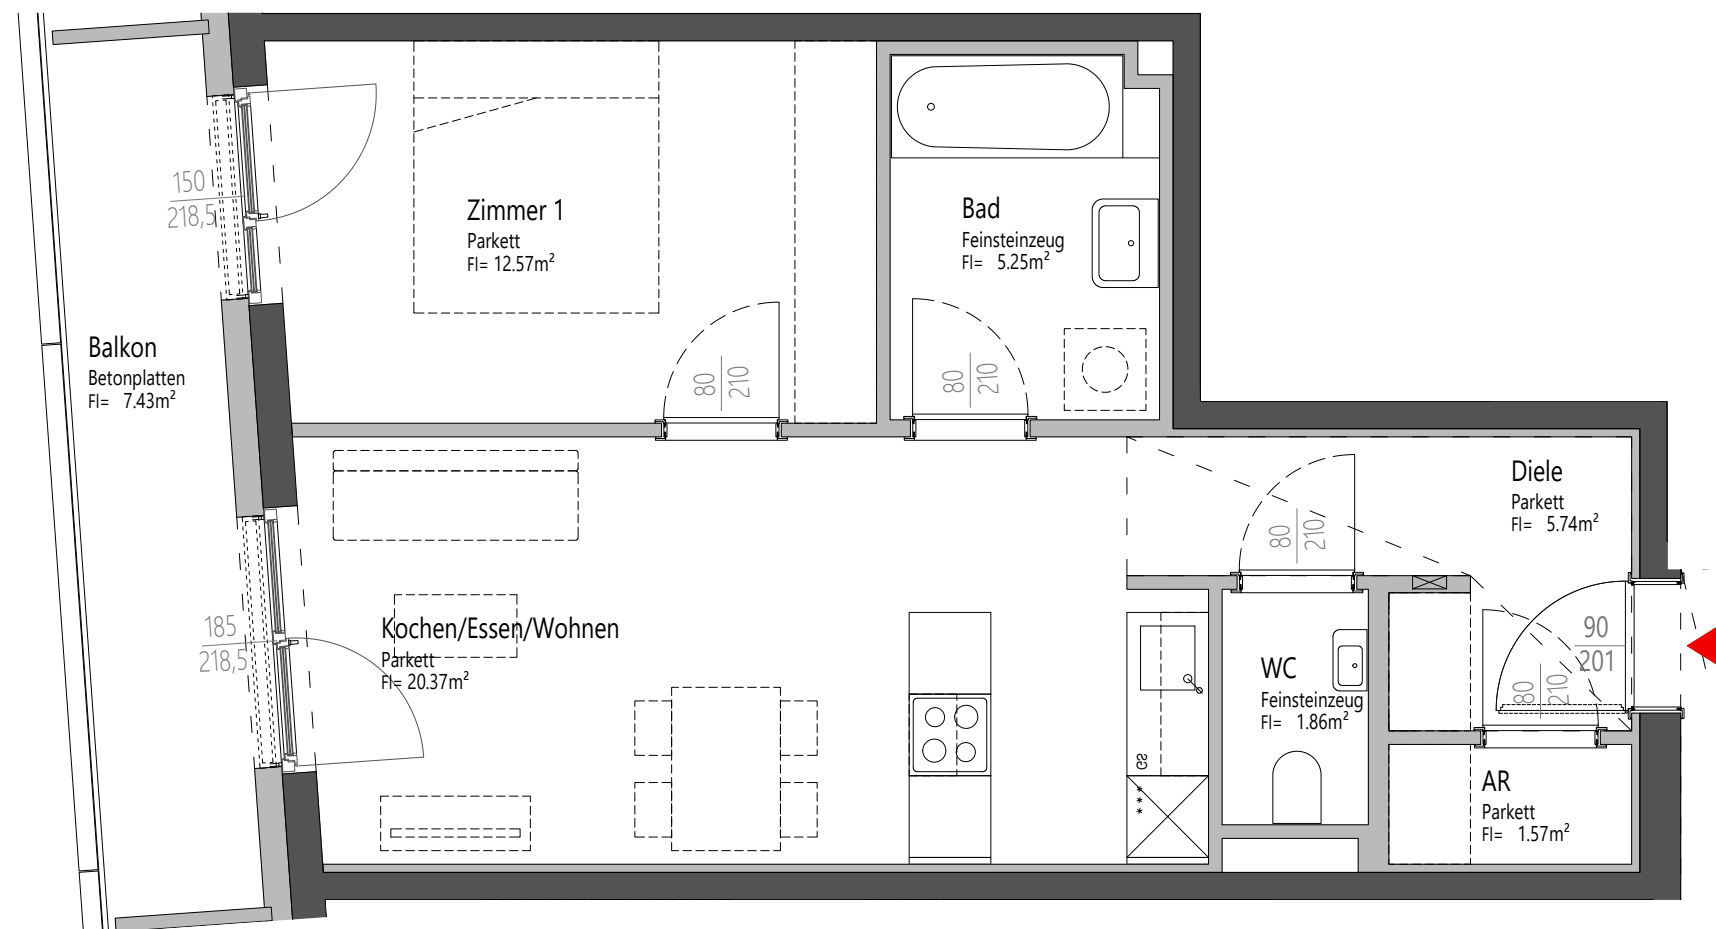 150
218,5
Zimmer 1
Parkett
Fl= 12.57m²
Bad
Feinsteinzeug
Fl= 5.25m²
Balkon
Betonplatten
Fl= 7.43m²
80
210
80
210
Diele
Parkett
Fl= 5.74m²
80
210
185
218,5
Kochen/Essen/Wohnen
Parkett
Fl= 20.37m²
WC
Feinsteinzeug
Fl= 1.86m²
90
201
80
210
GS
***
AR
Parkett
Fl= 1.57m²